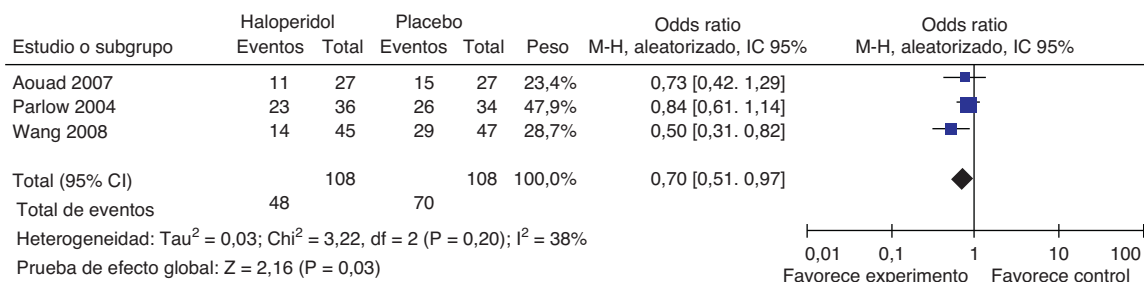 Haloperidol Placebo Odds ratio Odds ratio
Estudio o subgrupo Eventos Total Eventos Total Peso M-H, aleatorizado, IC 95% M-H, aleatorizado, IC 95%
Aouad 2007 11 27 15 27 23,4% 0,73 [0,42. 1,29]
Parlow 2004 23 36 26 34 47,9% 0,84 [0,61. 1,14]
Wang 2008 14 45 29 47 28,7% 0,50 [0,31. 0,82]
Total (95% CI) 108 108 100,0% 0,70 [0,51. 0,97]
Total de eventos 48 70
Heterogeneidad: Tau² = 0,03; Chi² = 3,22, df = 2 (P = 0,20); I² = 38%
Prueba de efecto global: Z = 2,16 (P = 0,03)
0,01 0,1 1 10 100
Favorece experimento Favorece control